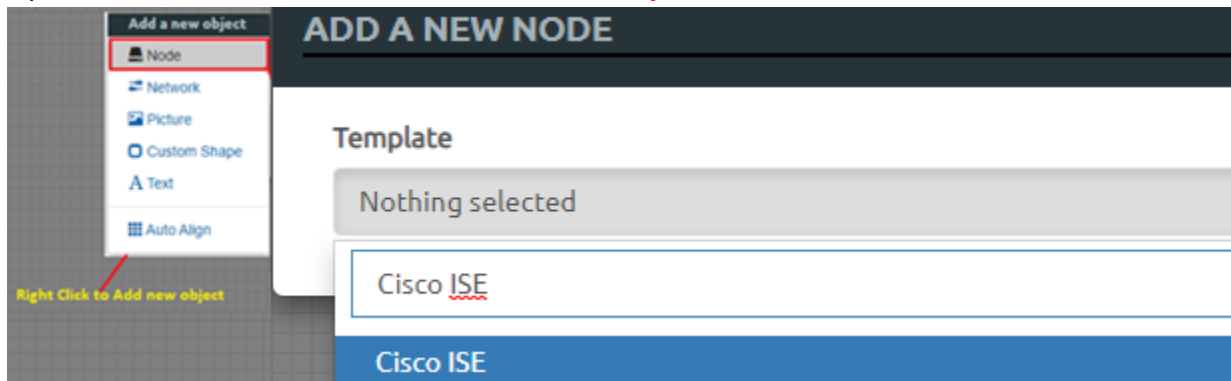 Add a new object
Node
Network
Picture
Custom Shape
A Text
Auto Align
Right Click to Add new object
ADD A NEW NODE
Template
Nothing selected
Cisco ISE
Cisco ISE